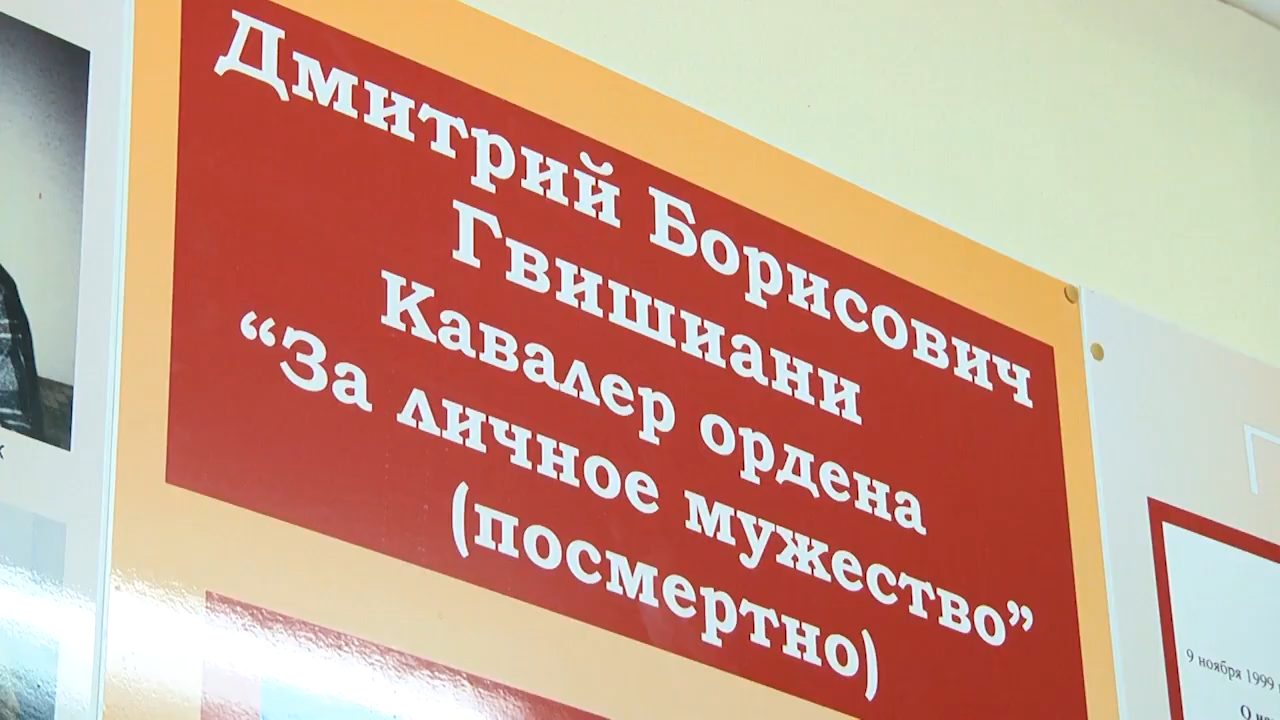 Дмитрий Борисович
Гвишиани
Кавалер ордена
“За личное мужество”
(посмертно)
9 ноября 1999